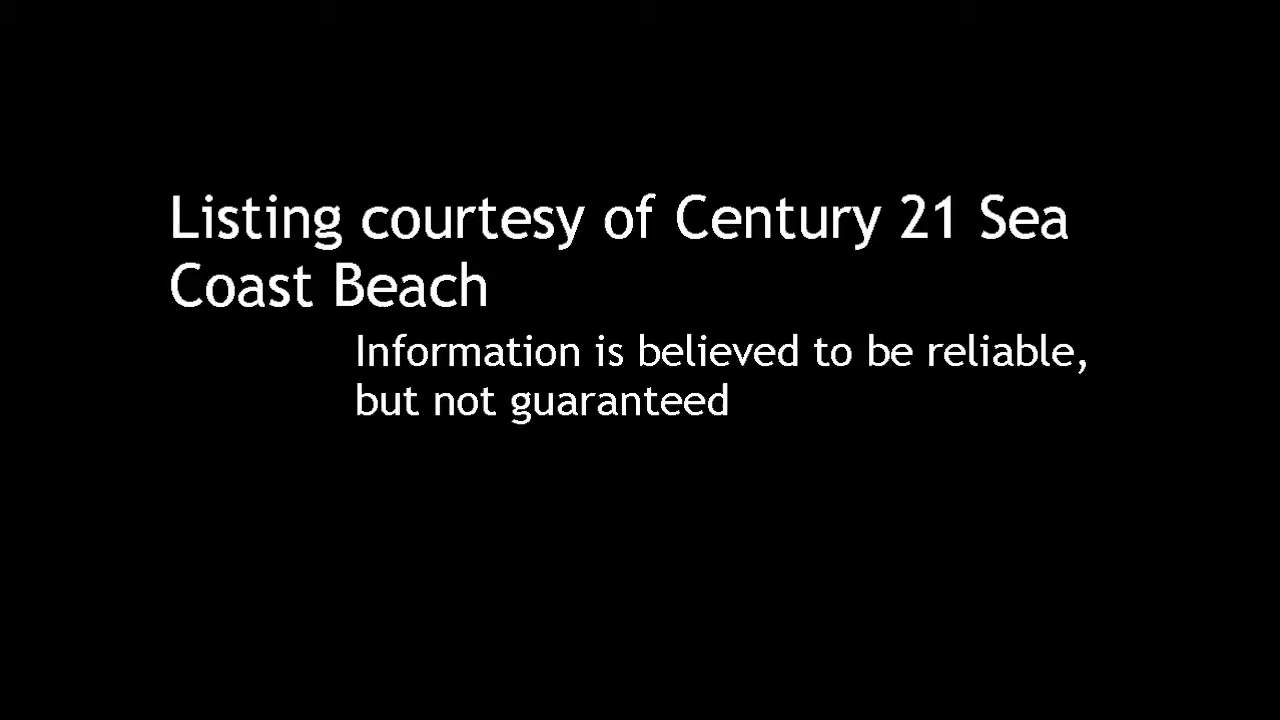 Listing courtesy of Century 21 Sea
Coast Beach
Information is believed to be reliable,
but not guaranteed